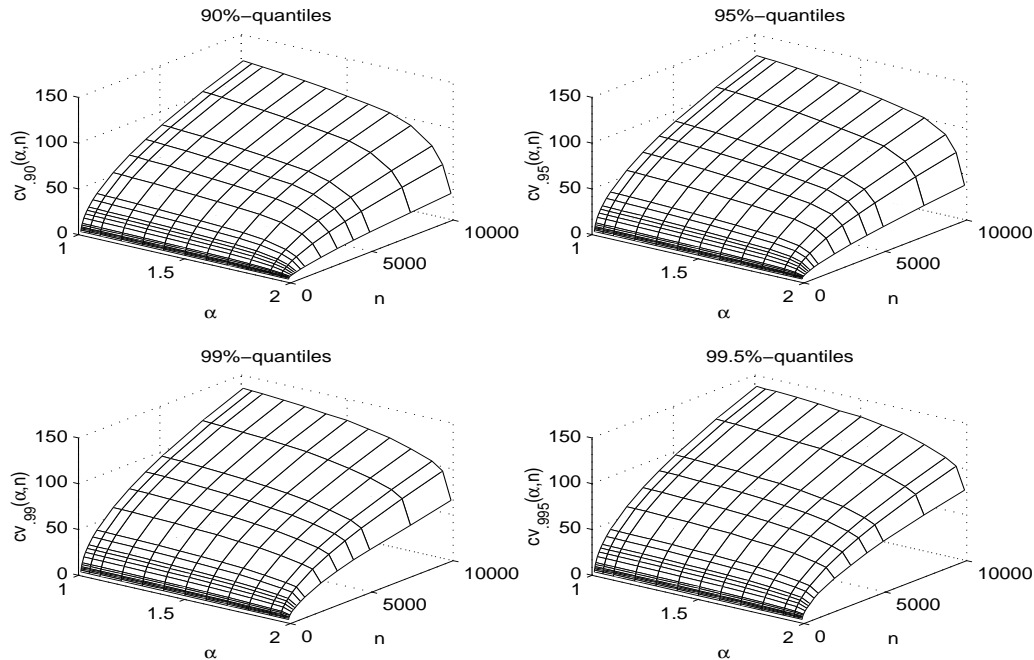 90%−quantiles
150
100
50
0
cv.90(α,n)
1
1.5
2
α
0
5000
10000
n
95%−quantiles
150
100
50
0
cv.95(α,n)
1
1.5
2
α
0
5000
10000
n
99%−quantiles
150
100
50
0
cv.99(α,n)
1
1.5
2
α
0
5000
10000
n
99.5%−quantiles
150
100
50
0
cv.995(α,n)
1
1.5
2
α
0
5000
10000
n